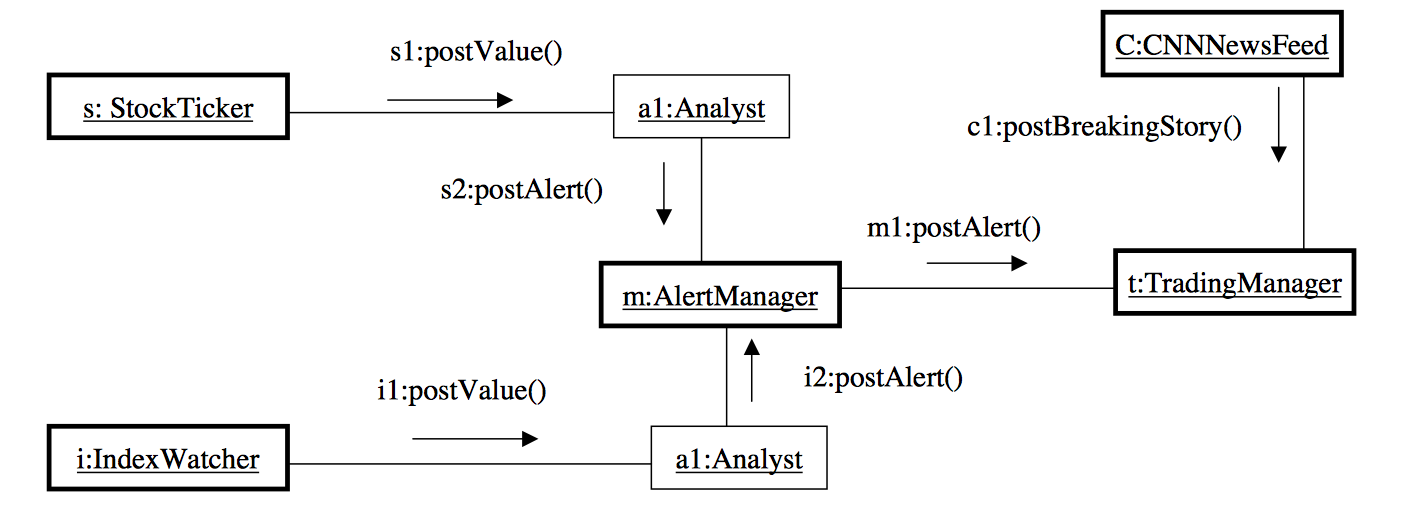 C:CNNNewsFeed
s1:postValue()
s: StockTicker
a1:Analyst
c1:postBreakingStory()
s2:postAlert()
m1:postAlert()
m:AlertManager
t:TradingManager
i1:postValue()
i2:postAlert()
i:IndexWatcher
a1:Analyst